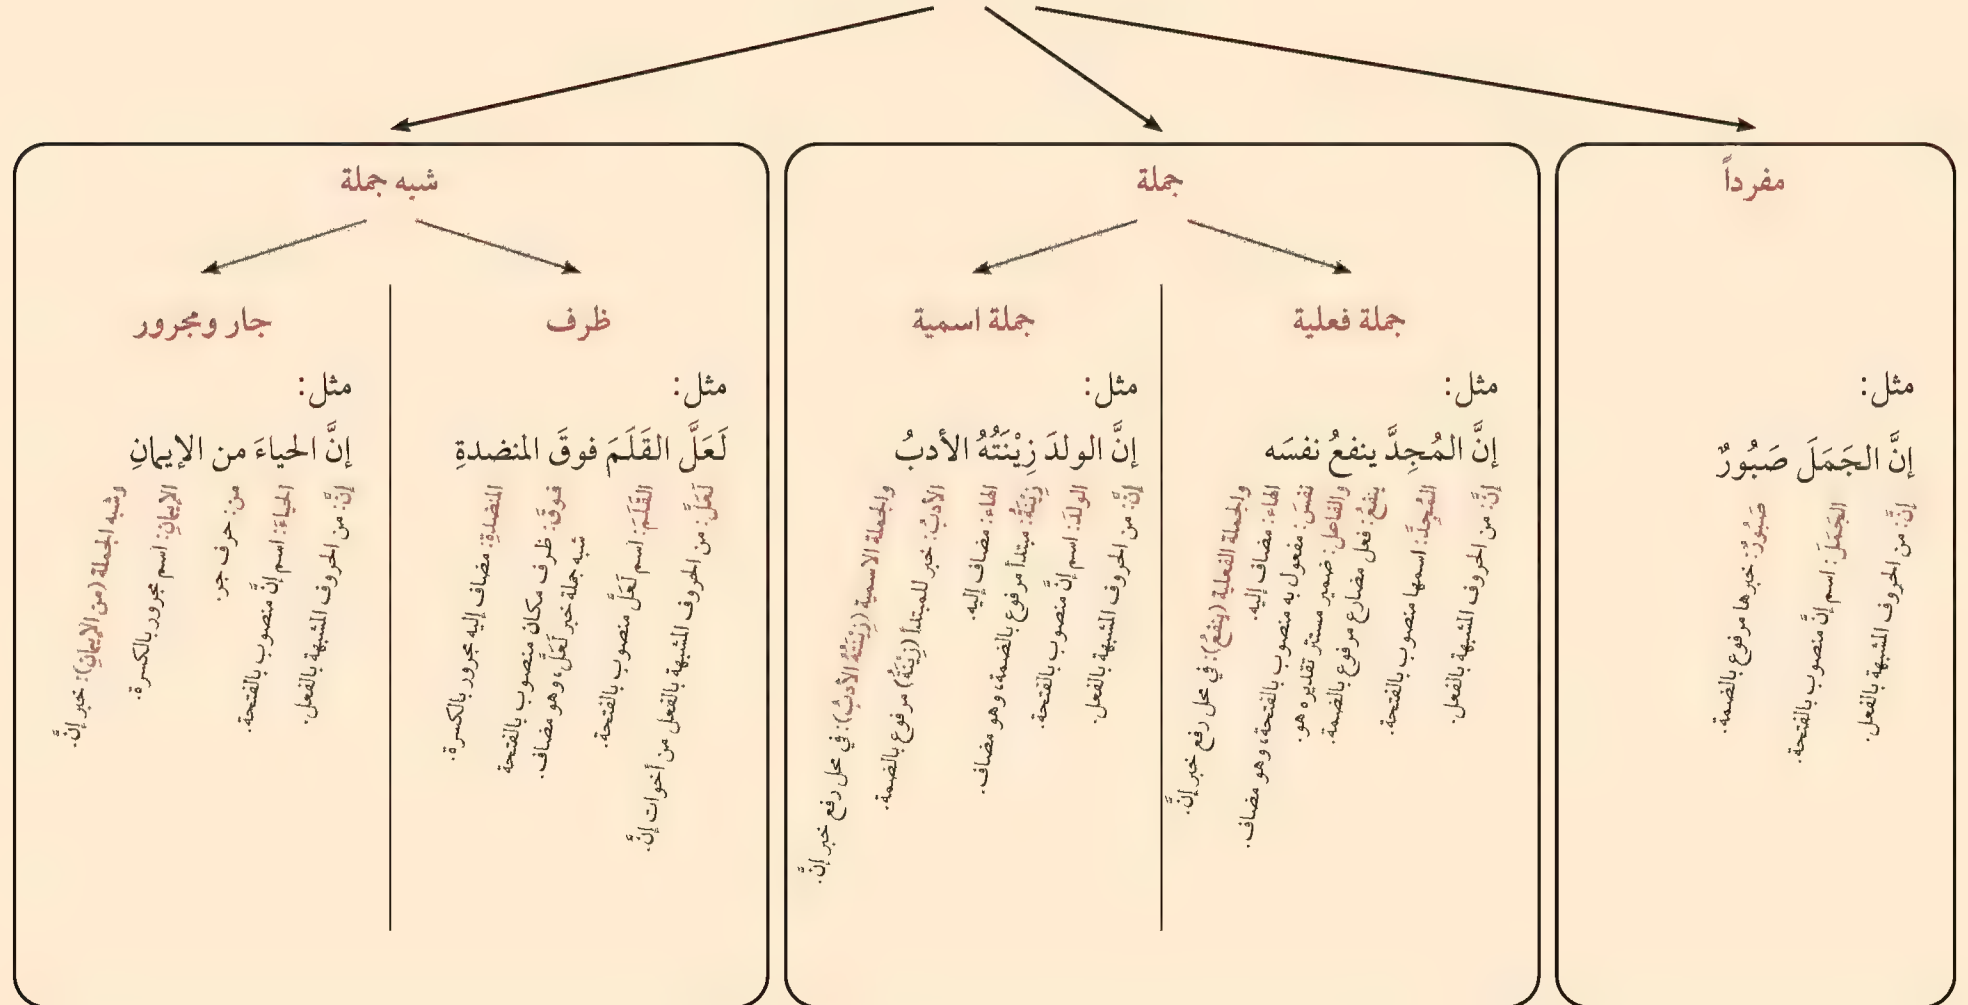 مفرداً
مثل:
إنَّ الجَمَلَ صَبُورٌ
إنَّ: من الحروف المشبهة بالفعل.
الجَمَلَ: اسم إنَّ منصوب بالفتحة.
صَبُورٌ: خبرها مرفوع بالضمة.
جملة
جملة فعلية
مثل:
إنَّ المُجِدَّ ينفعُ نفسَه
إنَّ: من الحروف المشبهة بالفعل.
المُجِدَّ: اسمها منصوب بالفتحة.
ينفعُ: فعل مضارع مرفوع بالضمة.
والفاعل: ضمير مستتر تقديره هو.
نفسَ: مفعول به منصوب بالفتحة، وهو مضاف.
الهاء: مضاف إليه.
والجملة الفعلية (ينفعُ): في محل رفع خبر إنَّ.
جملة اسمية
مثل:
إنَّ الولدَ زِيْنَتُهُ الأدبُ
إنَّ: من الحروف المشبهة بالفعل.
الولدَ: اسم إنَّ منصوب بالفتحة.
زِيْنَةُ: مبتدأ مرفوع بالضمة، وهو مضاف.
الهاء: مضاف إليه.
الأدبُ: خبر للمبتدأ (زِيْنَةُ) مرفوع بالضمة.
والجملة الاسمية (زِيْنَتُهُ الأدبُ): في محل رفع خبر إنَّ.
شبه جملة
ظرف
مثل:
لَعَلَّ القَلَمَ فوقَ المنضدةِ
لَعَلَّ: من الحروف المشبهة بالفعل من أخوات إنَّ.
القَلَمَ: اسم لَعَلَّ منصوب بالفتحة.
فوقَ: ظرف مكان منصوب بالفتحة
شبه جملة خبر لَعَلَّ، وهو مضاف.
المنضدةِ: مضاف إليه مجرور بالكسرة.
جار ومجرور
مثل:
إنَّ الحياءَ من الإيمانِ
إنَّ: من الحروف المشبهة بالفعل.
الحياءَ: اسم إنَّ منصوب بالفتحة.
من: حرف جر.
الإيمانِ: اسم مجرور بالكسرة.
وشبه الجملة (من الإيمانِ): خبر إنَّ.